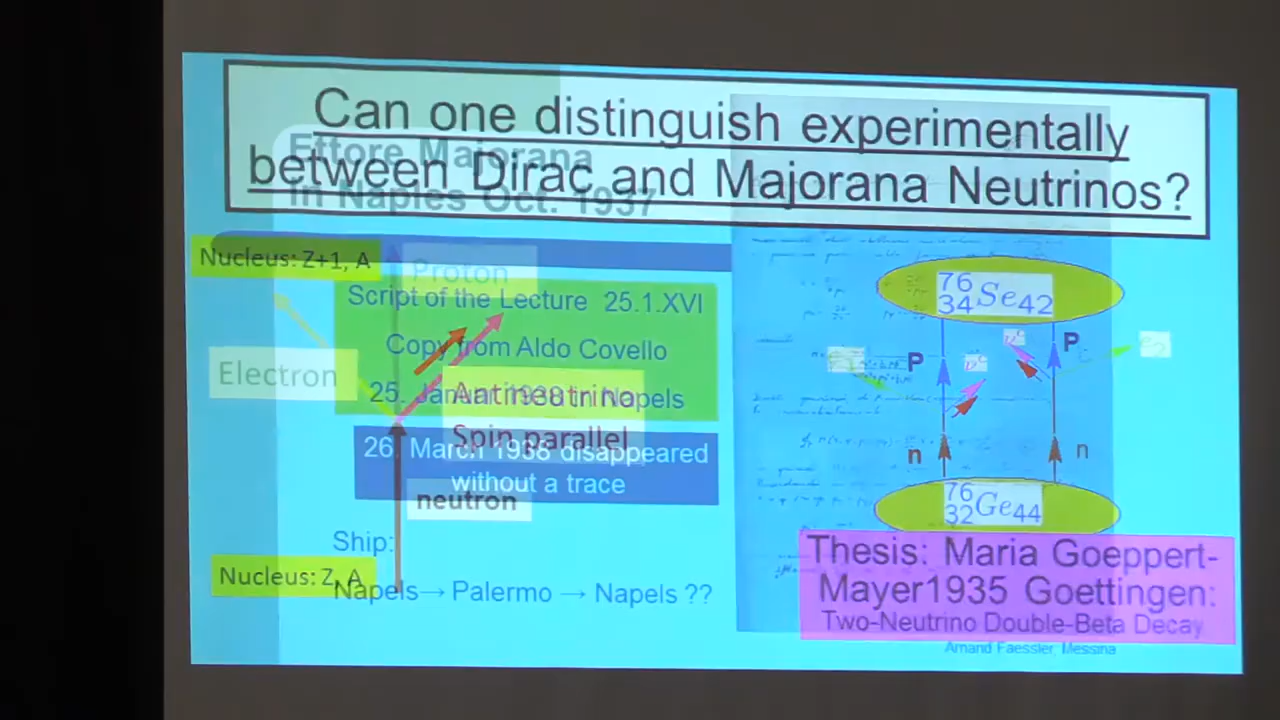 Can one distinguish experimentally
between Dirac and Majorana Neutrinos?
Ettore Majorana
in Naples Oct. 1937
Nucleus: Z+1, A
Proton
Script of the Lecture 25.1.XVI
Copy from Aldo Covello
Electron
25. Januar 1938 in Napels
Antineutrino
Spin parallel
26. March 1938 disappeared
without a trace
neutron
Ship:
Nucleus: Z, A
Napels→ Palermo → Napels ??
76 34 Se 42
P
P
ν c
ν c
e 2
n
n
76 32 Ge 44
Thesis: Maria Goeppert-
Mayer1935 Goettingen:
Two-Neutrino Double-Beta Decay
Amand Faessler, Messina